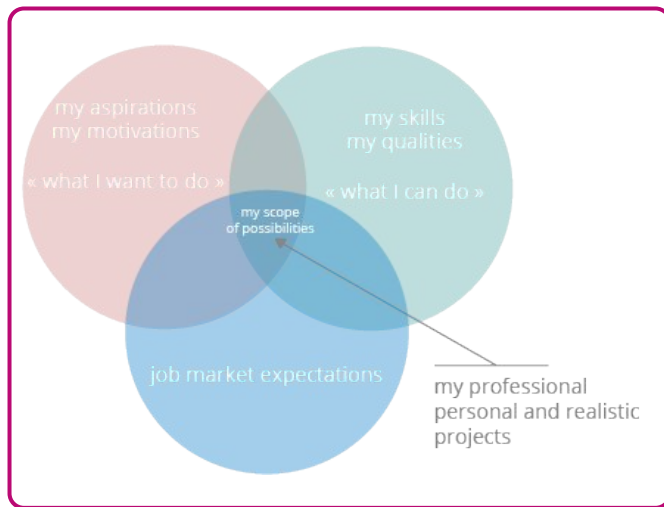 my aspirations
my motivations
« what I want to do »
my skills
my qualities
« what I can do »
my scope
of possibilities
job market expectations
my professional
personal and realistic
projects